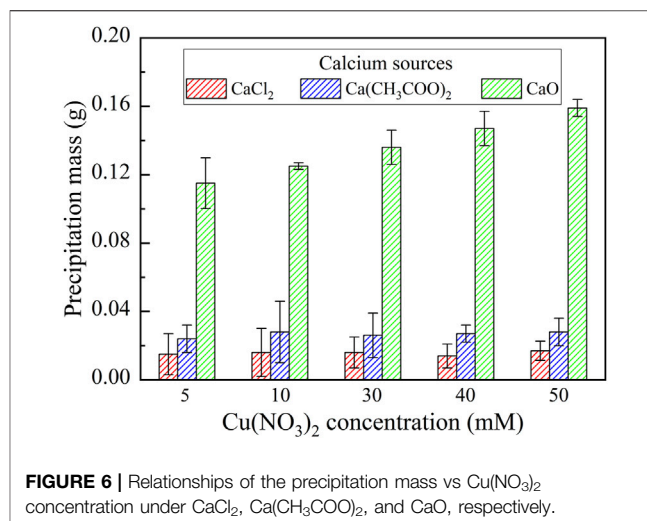 0.20
Calcium sources
CaCl₂ Ca(CH₃COO)₂ CaO
0.16
0.12
0.08
0.04
0.00
Precipitation mass (g)
5 10 30 40 50
Cu(NO₃)₂ concentration (mM)
FIGURE 6 | Relationships of the precipitation mass vs Cu(NO₃)₂
concentration under CaCl₂, Ca(CH₃COO)₂, and CaO, respectively.